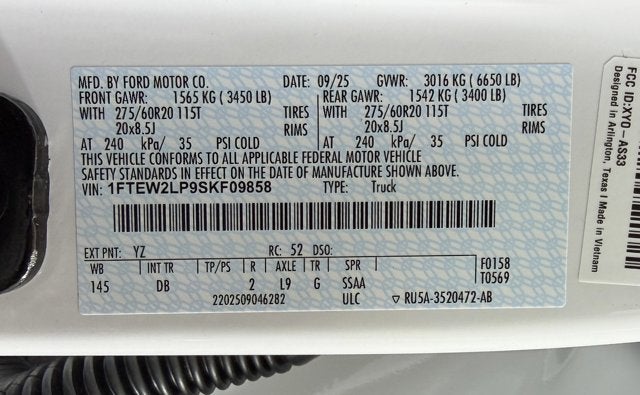 MFD. BY FORD MOTOR CO. DATE: 09/25 GVWR: 3016 KG ( 6650 LB)
FRONT GAWR: 1565 KG ( 3450 LB) REAR GAWR: 1542 KG ( 3400 LB)
WITH 275/60R20 115T TIRES WITH 275/60R20 115T TIRES
20x8.5J RIMS 20x8.5J RIMS
AT 240 kPa/ 35 PSI COLD AT 240 kPa/ 35 PSI COLD
THIS VEHICLE CONFORMS TO ALL APPLICABLE FEDERAL MOTOR VEHICLE
SAFETY STANDARDS IN EFFECT ON THE DATE OF MANUFACTURE SHOWN ABOVE.
VIN: 1FTEW2LP9SKF09858 TYPE: Truck
EXT PNT: YZ RC: 52 DSO:
WB INT TR TP/PS R AXLE TR SPR F0158
145 DB 2 L9 G SSAA T0569
2202509046282 ULC ▽ RU5A-3520472-AB
FCC ID:XY0-AS33
Designed in Arlington, Texas I Made in Vietnam